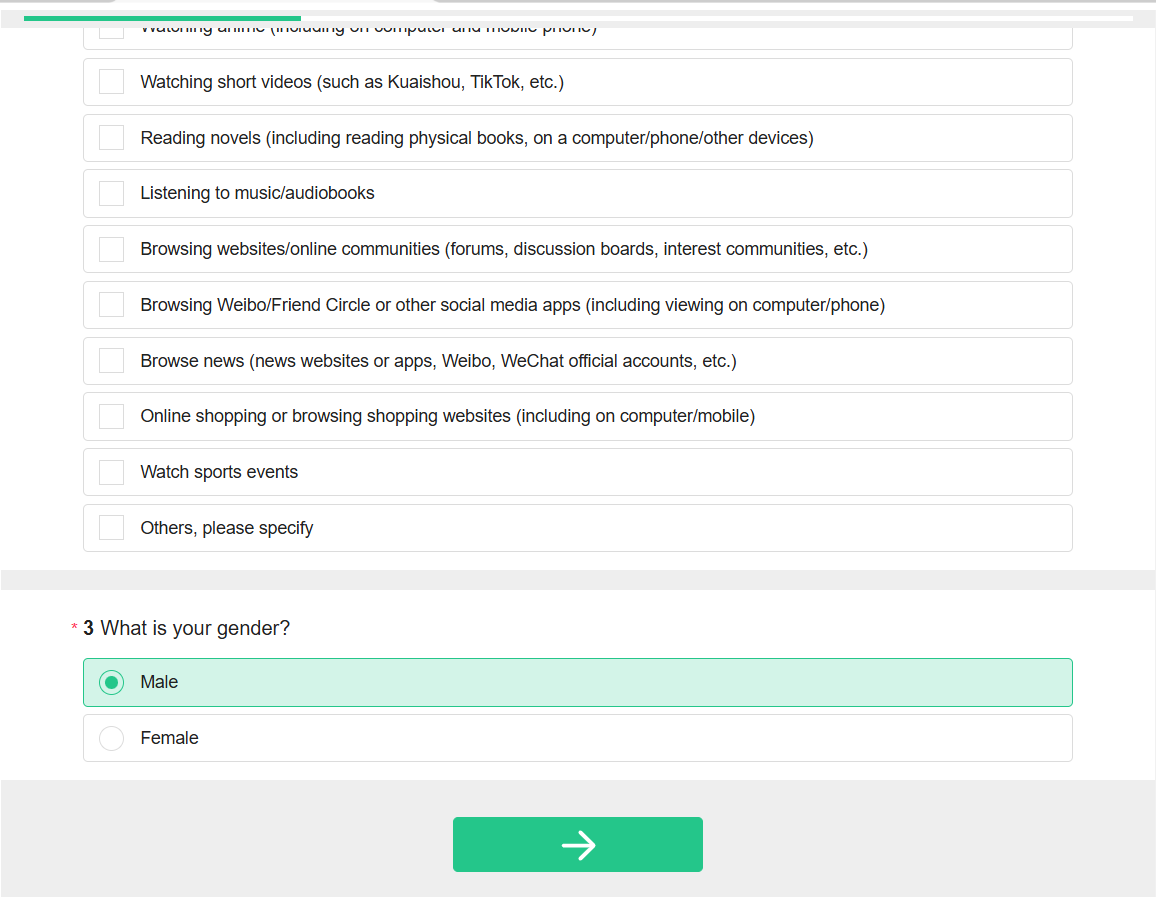 Watching anime (including on computer and mobile phone)
Watching short videos (such as Kuaishou, TikTok, etc.)
Reading novels (including reading physical books, on a computer/phone/other devices)
Listening to music/audiobooks
Browsing websites/online communities (forums, discussion boards, interest communities, etc.)
Browsing Weibo/Friend Circle or other social media apps (including viewing on computer/phone)
Browse news (news websites or apps, Weibo, WeChat official accounts, etc.)
Online shopping or browsing shopping websites (including on computer/mobile)
Watch sports events
Others, please specify
* 3 What is your gender?
Male
Female